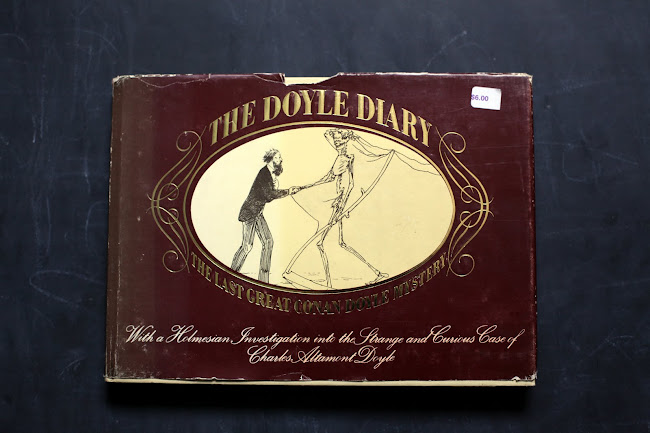 $6.00
THE DOYLE DIARY
THE LAST GREAT CONAN DOYLE MYSTERY
With a Holmesian Investigation into the Strange and Curious Case of
Charles Altamont Doyle